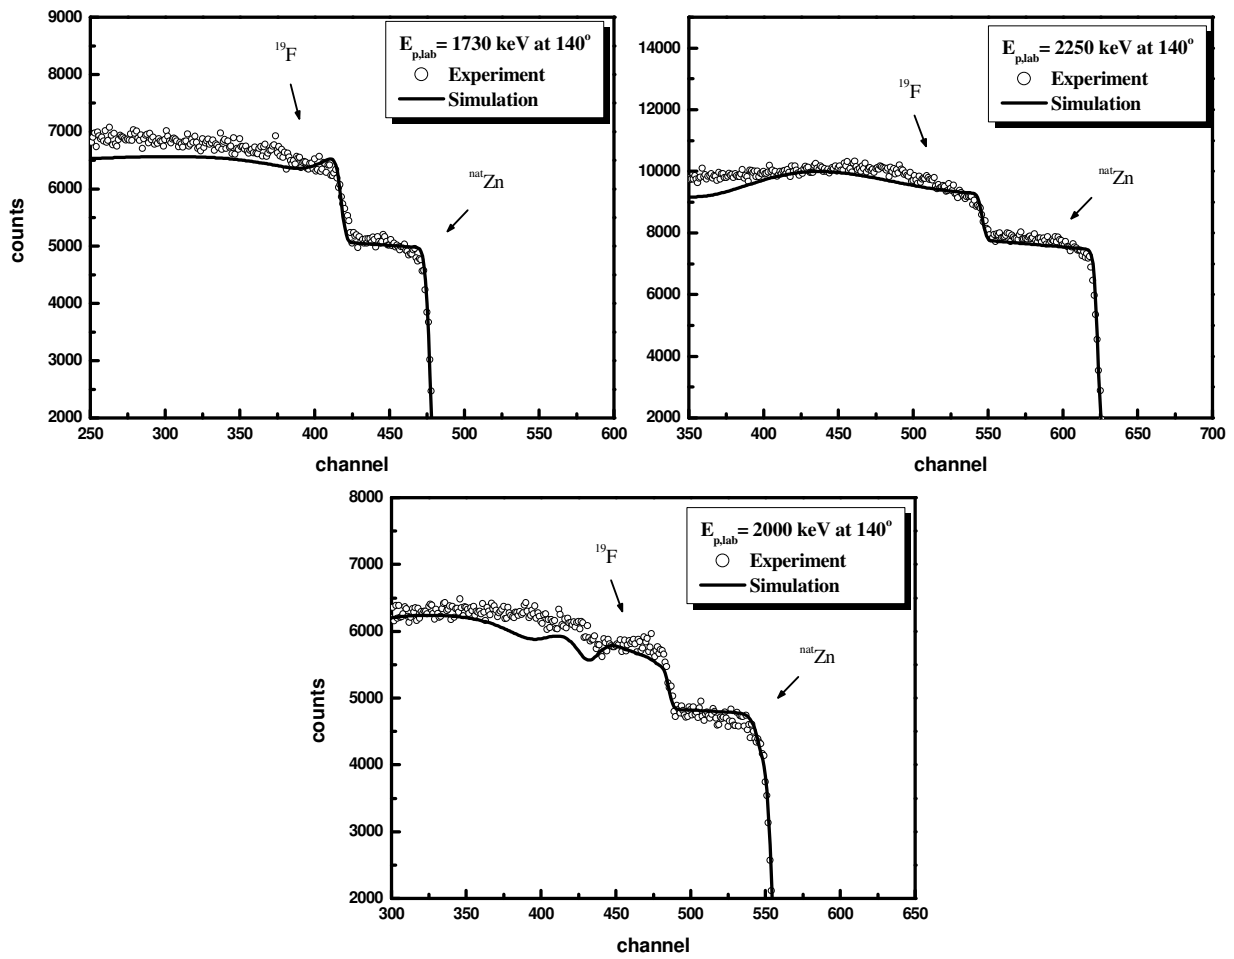 9000
8000
7000
6000
5000
4000
3000
2000
counts
250 300 350 400 450 500 550 600
channel
E_p,lab= 1730 keV at 140°
Experiment
Simulation
¹⁹F
ⁿᵃᵗZn
14000
12000
10000
8000
6000
4000
2000
350 400 450 500 550 600 650 700
channel
E_p,lab= 2250 keV at 140°
Experiment
Simulation
¹⁹F
ⁿᵃᵗZn
8000
7000
6000
5000
4000
3000
2000
counts
300 350 400 450 500 550 600 650
channel
E_p,lab= 2000 keV at 140°
Experiment
Simulation
¹⁹F
ⁿᵃᵗZn